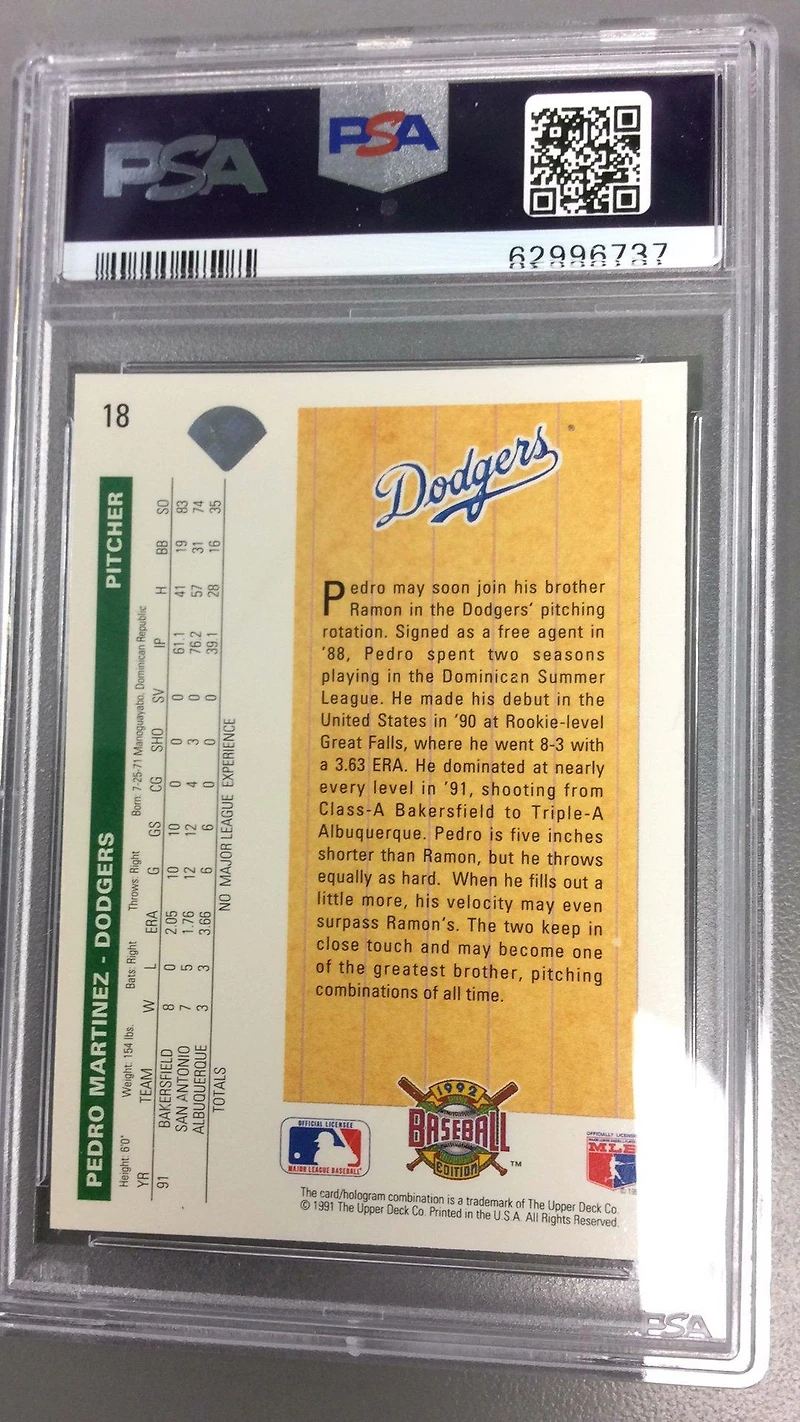 PSA
PSA
62996737
18
PEDRO MARTINEZ - DODGERS PITCHER
Height: 6'0" Weight: 154 lbs. Bats: Right Throws: Right Born: 7-25-71 Manoguayabo, Dominican Republic
YR TEAM W L ERA G GS CG SHO SV IP H BB SO
91 BAKERSFIELD 8 0 2.05 10 10 0 0 0 61.1 41 19 83
SAN ANTONIO 7 5 1.76 12 12 4 3 0 76.2 57 31 74
ALBUQUERQUE 3 3 3.66 6 6 0 0 0 39.1 28 16 35
TOTALS NO MAJOR LEAGUE EXPERIENCE
Dodgers
Pedro may soon join his brother
Ramon in the Dodgers' pitching
rotation. Signed as a free agent in
'88, Pedro spent two seasons
playing in the Dominican Summer
League. He made his debut in the
United States in '90 at Rookie-level
Great Falls, where he went 8-3 with
a 3.63 ERA. He dominated at nearly
every level in '91, shooting from
Class-A Bakersfield to Triple-A
Albuquerque. Pedro is five inches
shorter than Ramon, but he throws
equally as hard. When he fills out a
little more, his velocity may even
surpass Ramon's. The two keep in
close touch and may become one
of the greatest brother, pitching
combinations of all time.
OFFICIAL LICENSEE
MAJOR LEAGUE BASEBALL
1992
BASEBALL
EDITION
TM
OFFICIALLY LICENSED
The card/hologram combination is a trademark of The Upper Deck Co.
© 1991 The Upper Deck Co. Printed in the U.S.A. All Rights Reserved.
PSA